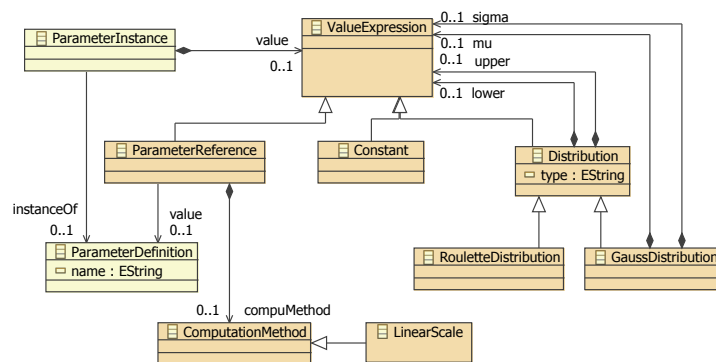 ParameterInstance
value
0..1
ValueExpression
0..1 sigma
0..1 mu
upper
0..1
0..1 lower
ParameterReference
Constant
Distribution
type : EString
instanceOf
0..1
value
0..1
ParameterDefinition
name : EString
RouletteDistribution
GaussDistribution
0..1
compuMethod
ComputationMethod
LinearScale